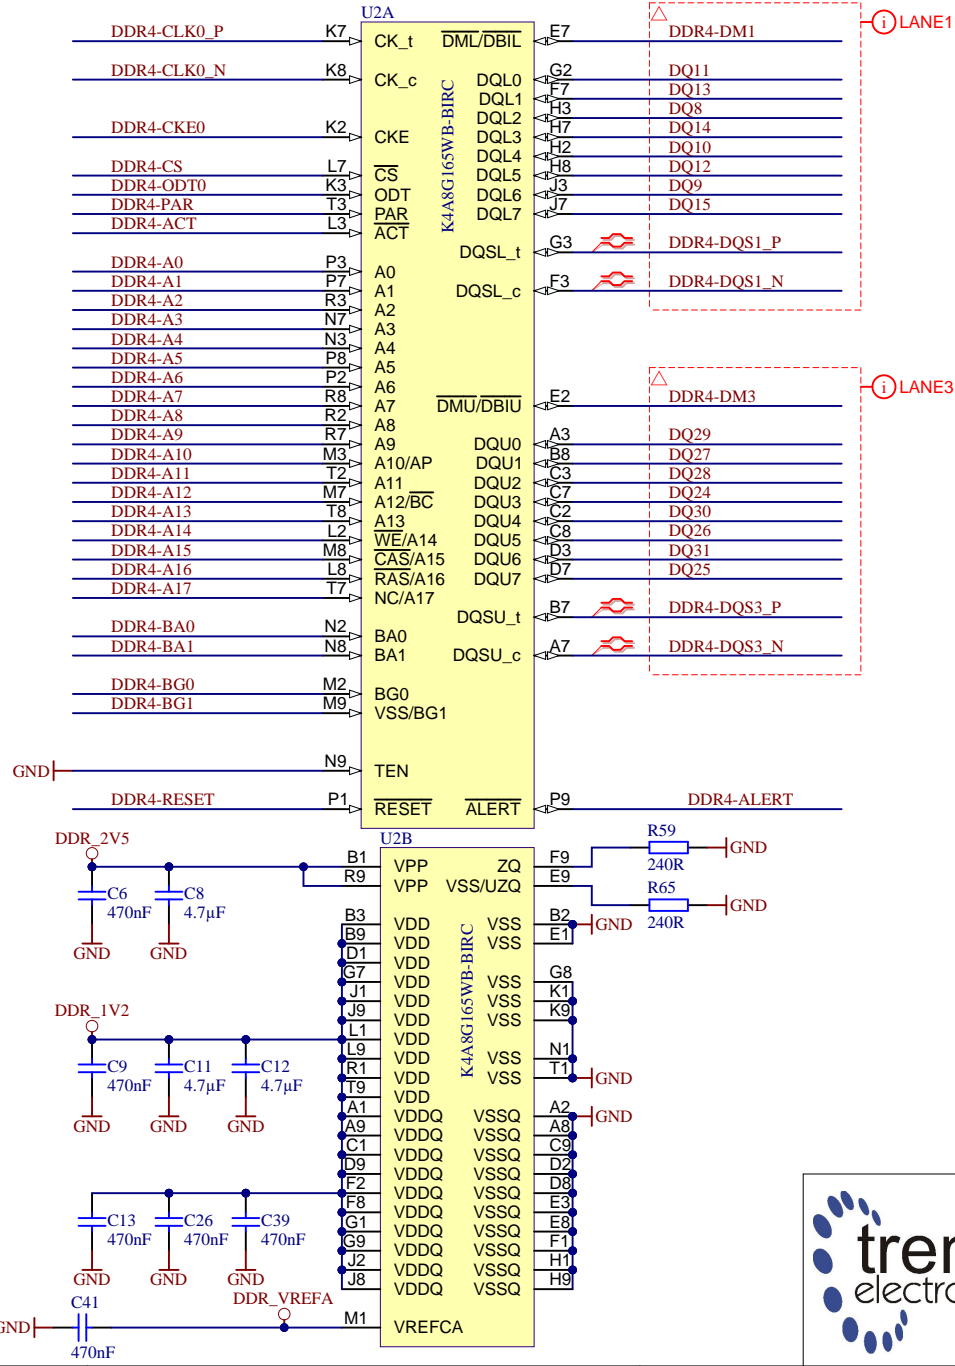 U2A
DDR4-CLK0_P K7 CK_t DML/DBIL E7 DDR4-DM1 i LANE1
DDR4-CLK0_N K8 CK_c DQL0 G2 DQ11
DQL1 F7 DQ13
DQL2 H3 DQ8
DDR4-CKE0 K2 CKE DQL3 H7 DQ14
DQL4 H2 DQ10
DDR4-CS L7 CS DQL5 H8 DQ12
DDR4-ODT0 K3 ODT DQL6 J3 DQ9
DDR4-PAR T3 PAR DQL7 J7 DQ15
DDR4-ACT L3 ACT
DQSL_t G3 DDR4-DQS1_P
DDR4-A0 P3 A0
DDR4-A1 P7 A1 DQSL_c F3 DDR4-DQS1_N
DDR4-A2 R3 A2
DDR4-A3 N7 A3
DDR4-A4 N3 A4
DDR4-A5 P8 A5
DDR4-A6 P2 A6 i LANE3
DDR4-A7 R8 A7 DMU/DBIU E2 DDR4-DM3
DDR4-A8 R2 A8
DDR4-A9 R7 A9 DQU0 A3 DQ29
DDR4-A10 M3 A10/AP DQU1 B8 DQ27
DDR4-A11 T2 A11 DQU2 C3 DQ28
DDR4-A12 M7 A12/BC DQU3 C7 DQ24
DDR4-A13 T8 A13 DQU4 C2 DQ30
DDR4-A14 L2 WE/A14 DQU5 C8 DQ26
DDR4-A15 M8 CAS/A15 DQU6 D3 DQ31
DDR4-A16 L8 RAS/A16 DQU7 D7 DQ25
DDR4-A17 T7 NC/A17
DQSU_t B7 DDR4-DQS3_P
DDR4-BA0 N2 BA0
DDR4-BA1 N8 BA1 DQSU_c A7 DDR4-DQS3_N
DDR4-BG0 M2 BG0
DDR4-BG1 M9 VSS/BG1
GND N9 TEN
DDR4-RESET P1 RESET ALERT P9 DDR4-ALERT
K4A8G165WB-BIRC
U2B
DDR_2V5 R59
B1 VPP ZQ F9 GND
240R
R9 VPP VSS/UZQ E9 R65
GND
240R
C6 C8
470nF 4.7µF
GND GND
B3 VDD VSS B2 GND
B9 VDD VSS E1
D1 VDD
G7 VDD VSS G8
J1 VDD VSS K1
J9 VDD VSS K9
DDR_1V2
L1 VDD
L9 VDD VSS N1
R1 VDD VSS T1 GND
T9 VDD
C9 C11 C12
470nF 4.7µF 4.7µF
GND GND GND
A1 VDDQ VSSQ A2 GND
A9 VDDQ VSSQ A8
C1 VDDQ VSSQ C9
D9 VDDQ VSSQ D2
F2 VDDQ VSSQ D8
F8 VDDQ VSSQ E3
G1 VDDQ VSSQ E8
G9 VDDQ VSSQ F1
J2 VDDQ VSSQ H1
J8 VDDQ VSSQ H9
C13 C26 C39
470nF 470nF 470nF
GND GND GND
K4A8G165WB-BIRC
C41 DDR_VREFA
GND M1 VREFCA
470nF
tren
electro